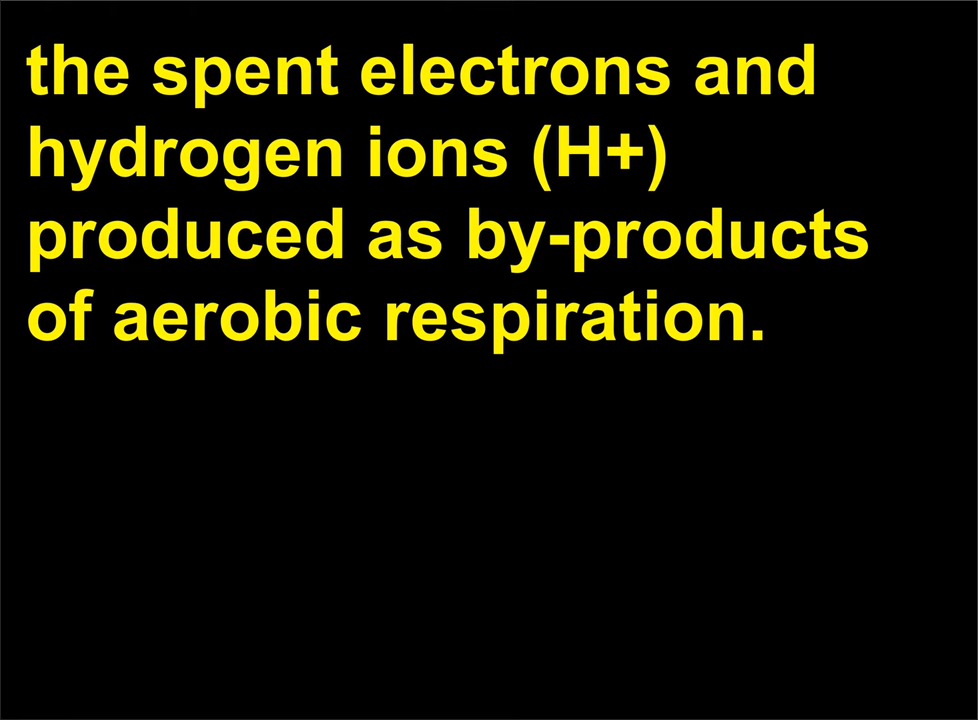 the spent electrons and
hydrogen ions (H+)
produced as by-products
of aerobic respiration.